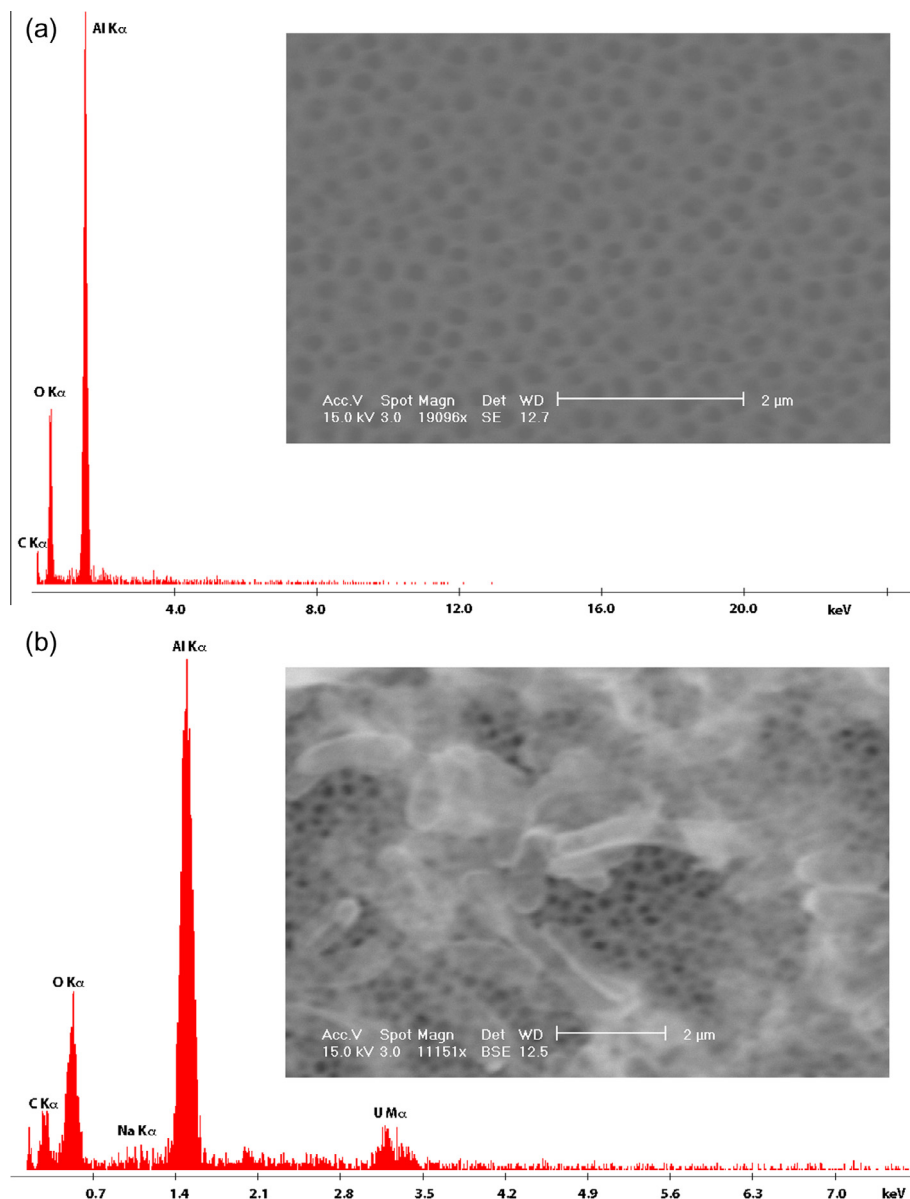 (a)
Al Kα
O Kα
C Kα
Acc.V Spot Magn Det WD 2 µm
15.0 kV 3.0 19096x SE 12.7
4.0 8.0 12.0 16.0 20.0 keV
(b)
Al Kα
O Kα
C Kα
Na Kα
U Mα
Acc.V Spot Magn Det WD 2 µm
15.0 kV 3.0 11151x BSE 12.5
0.7 1.4 2.1 2.8 3.5 4.2 4.9 5.6 6.3 7.0 keV